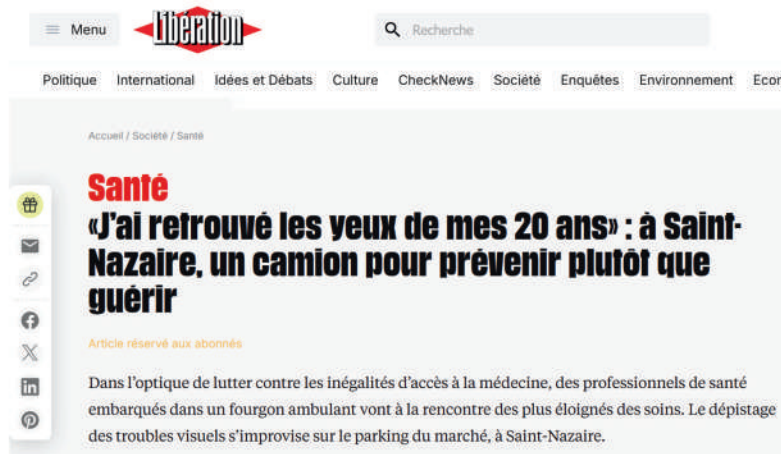 Menu
Libération
Recherche
Politique International Idées et Débats Culture CheckNews Société Enquêtes Environnement Econ
Accueil / Société / Santé
Santé
«J’ai retrouvé les yeux de mes 20 ans» : à Saint-
Nazaire, un camion pour prévenir plutôt que
guérir
Article réservé aux abonnés
Dans l’optique de lutter contre les inégalités d’accès à la médecine, des professionnels de santé
embarqués dans un fourgon ambulant vont à la rencontre des plus éloignés des soins. Le dépistage
des troubles visuels s’improvise sur le parking du marché, à Saint-Nazaire.